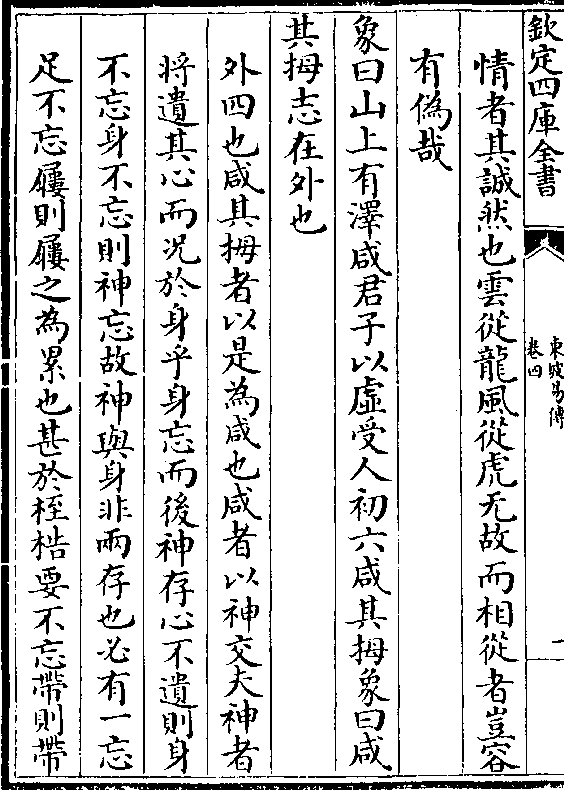 欽定四庫全書
東坡易傳
卷四
一
情者其誠然也雲從龍風從虎无故而相從者豈容
有偽哉
象曰山上有澤咸君子以虛受人初六咸其拇象曰咸
其拇志在外也
外四也咸其拇者以是為咸也咸者以神交夫神者
將遺其心而况於身乎身忘而後神存心不遺則身
不忘身不忘則神忘故神與身非兩存也必有一忘
足不忘屨則屨之為累也甚於桎梏要不忘帶則帶